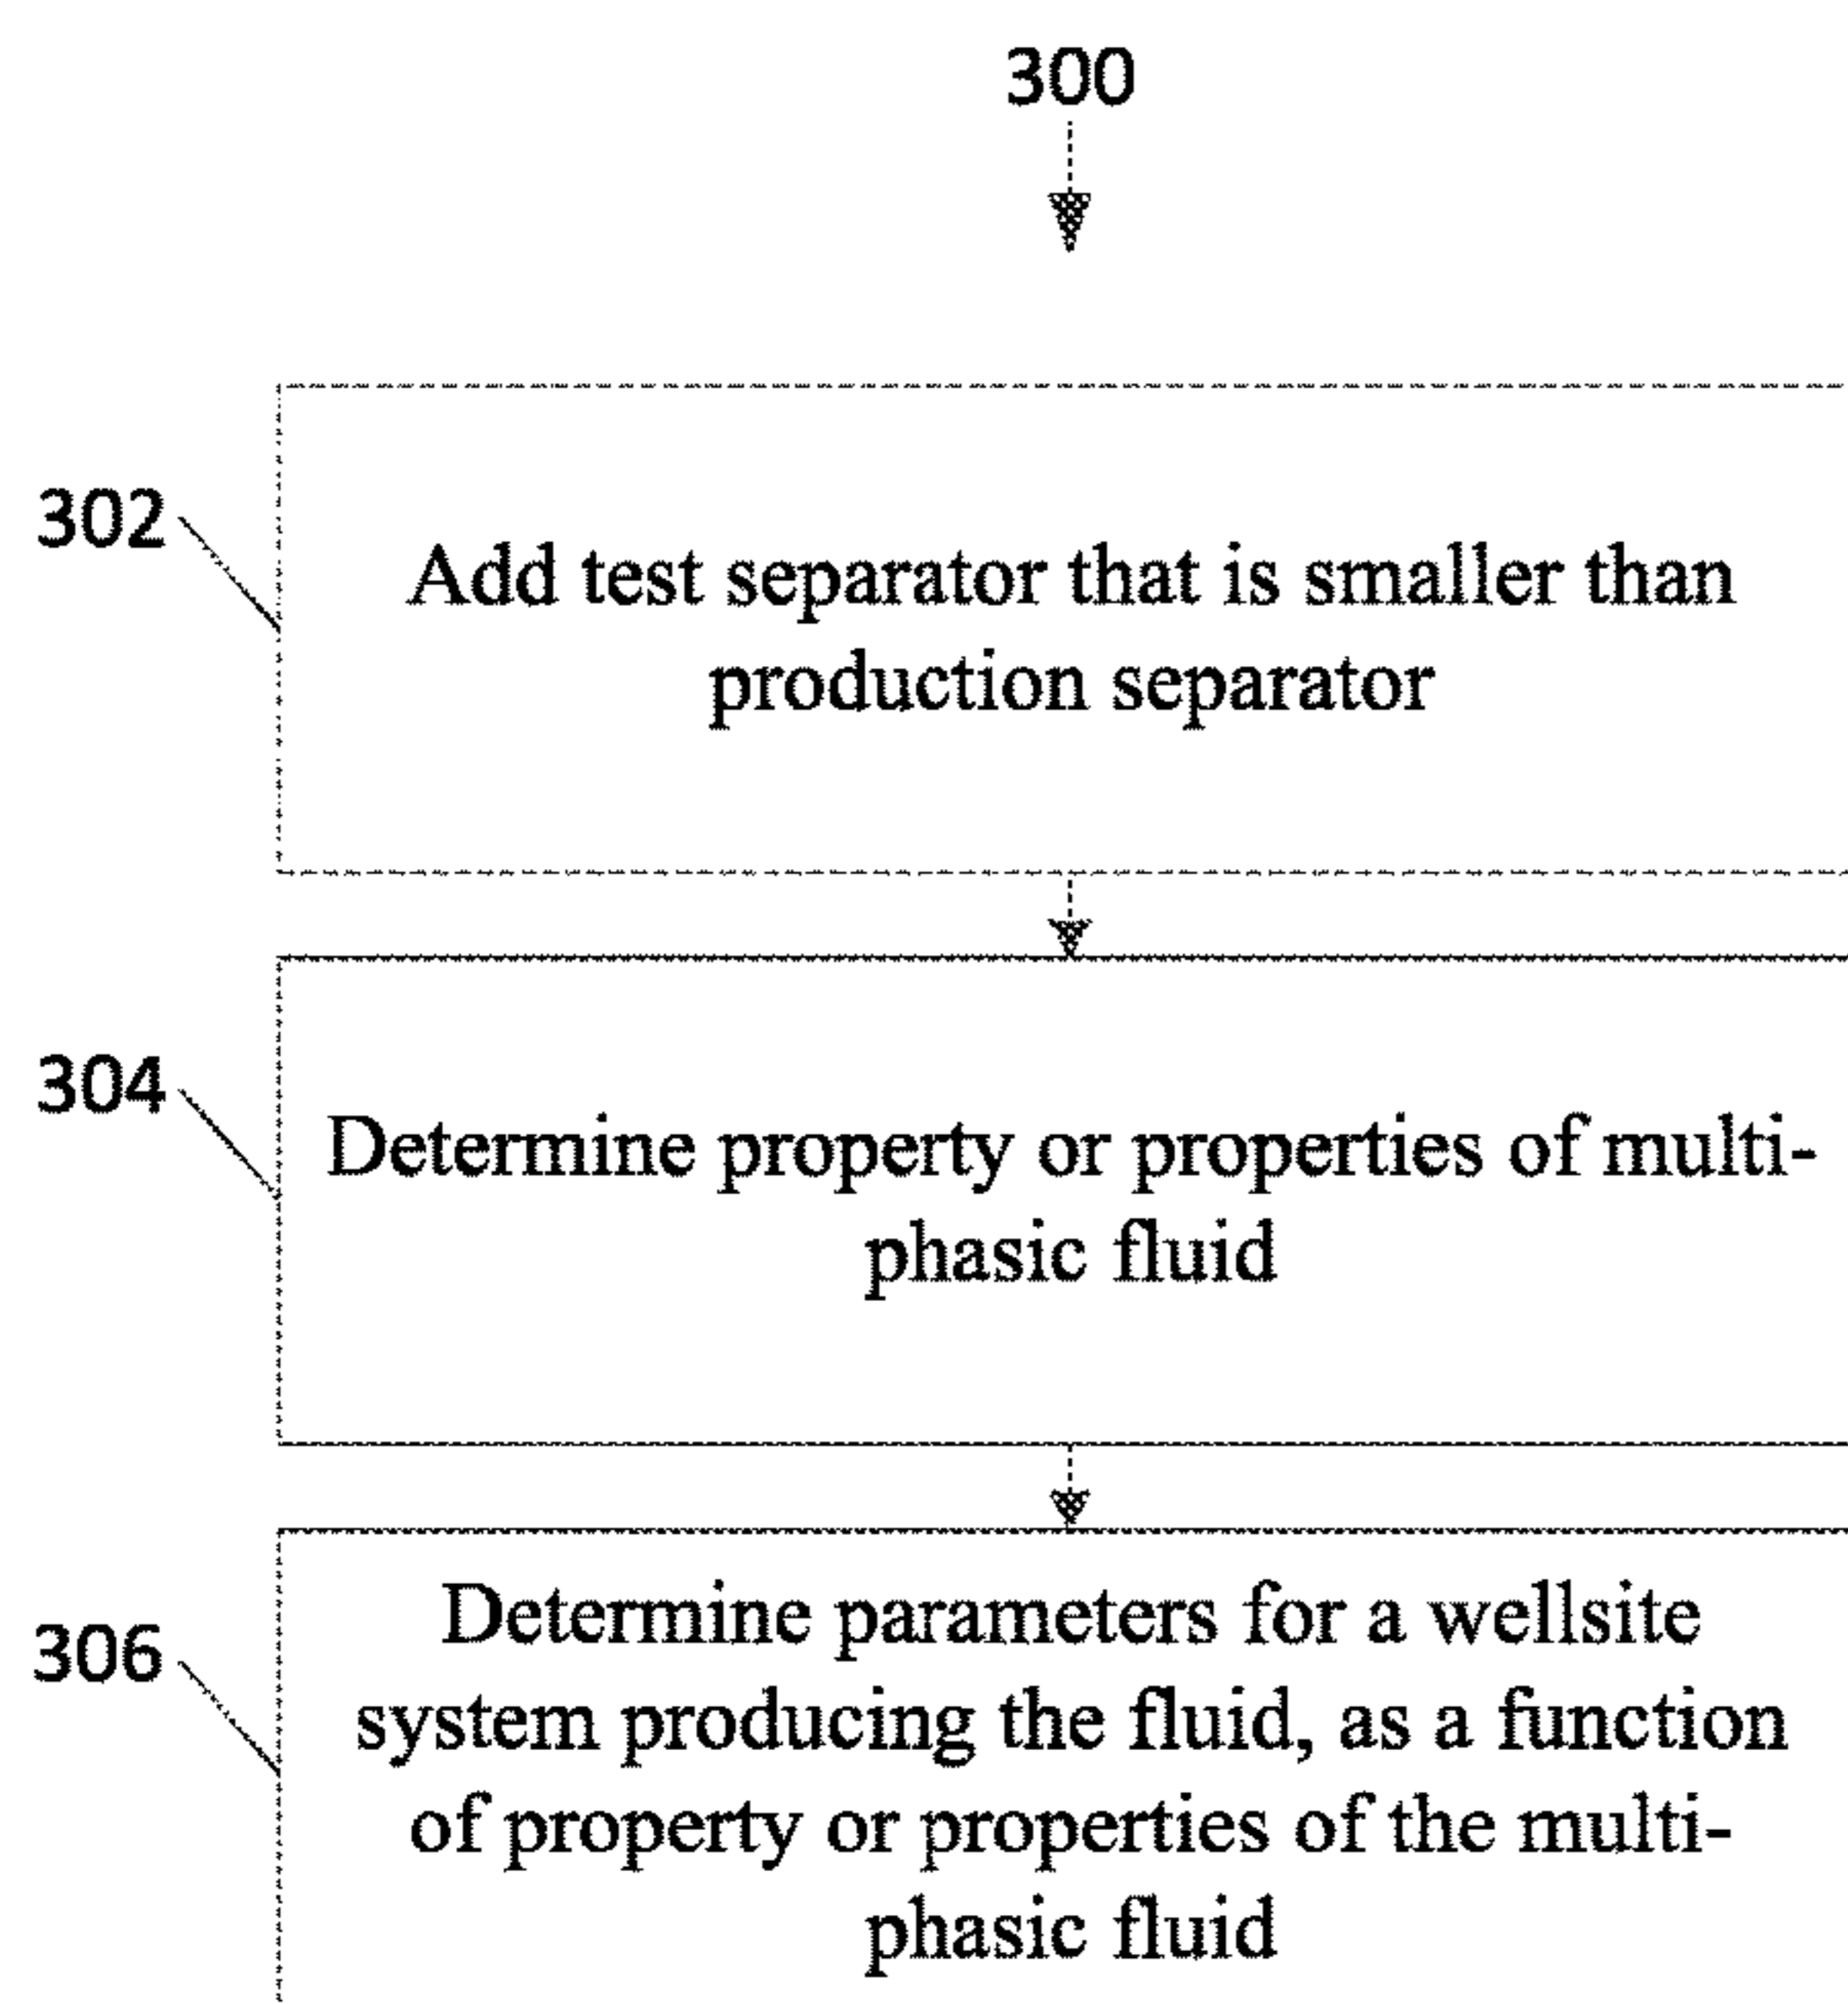 300
302
Add test separator that is smaller than
production separator
304
Determine property or properties of multi-
phasic fluid
306
Determine parameters for a wellsite
system producing the fluid, as a function
of property or properties of the multi-
phasic fluid